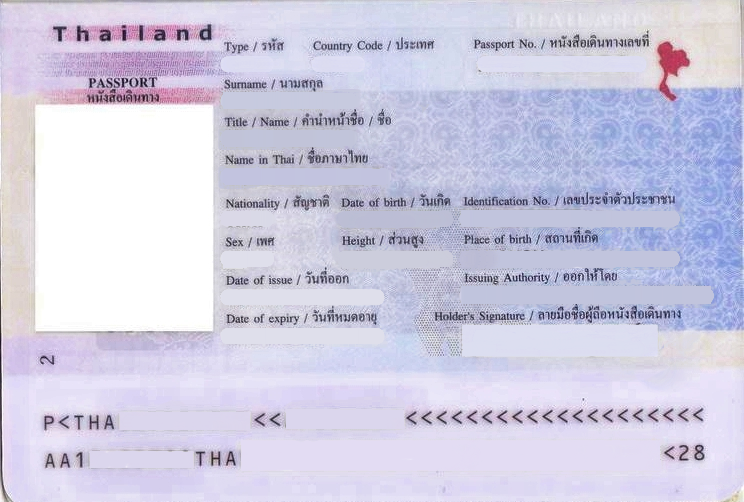 Thailand
Type / รหัส Country Code / ประเทศ Passport No. / หนังสือเดินทางเลขที่
PASSPORT
หนังสือเดินทาง
Surname / นามสกุล
Title / Name / คำนำหน้าชื่อ / ชื่อ
Name in Thai / ชื่อภาษาไทย
Nationality / สัญชาติ Date of birth / วันเกิด Identification No. / เลขประจำตัวประชาชน
Sex / เพศ Height / ส่วนสูง Place of birth / สถานที่เกิด
Date of issue / วันที่ออก Issuing Authority / ออกให้โดย
Date of expiry / วันที่หมดอายุ Holder's Signature / ลายมือชื่อผู้ถือหนังสือเดินทาง
2
P<THA << <<<<<<<<<<<<<<<<<<<<
AA1 THA <28